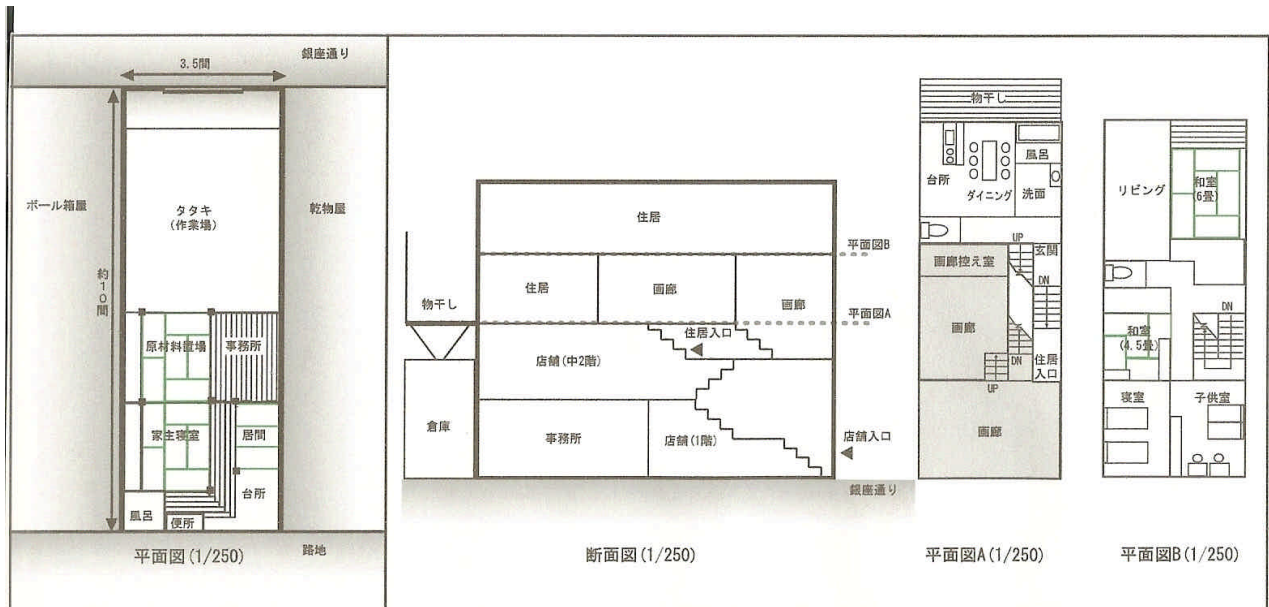 銀座通り
3.5間
約10間
ボール箱屋
タタキ
(作業場)
乾物屋
原材料置場
事務所
家主寝室
居間
台所
風呂
便所
平面図(1/250)
路地
住居
平面図B
住居
画廊
画廊
物干し
平面図A
住居入口
店舗(中2階)
倉庫
事務所
店舗(1階)
店舗入口
銀座通り
断面図(1/250)
物干し
台所
ダイニング
風呂
洗面
UP
玄関
画廊控え室
DN
画廊
DN
住居
入口
UP
画廊
平面図A(1/250)
リビング
和室
(6畳)
DN
和室
(4.5畳)
寝室
子供室
平面図B(1/250)